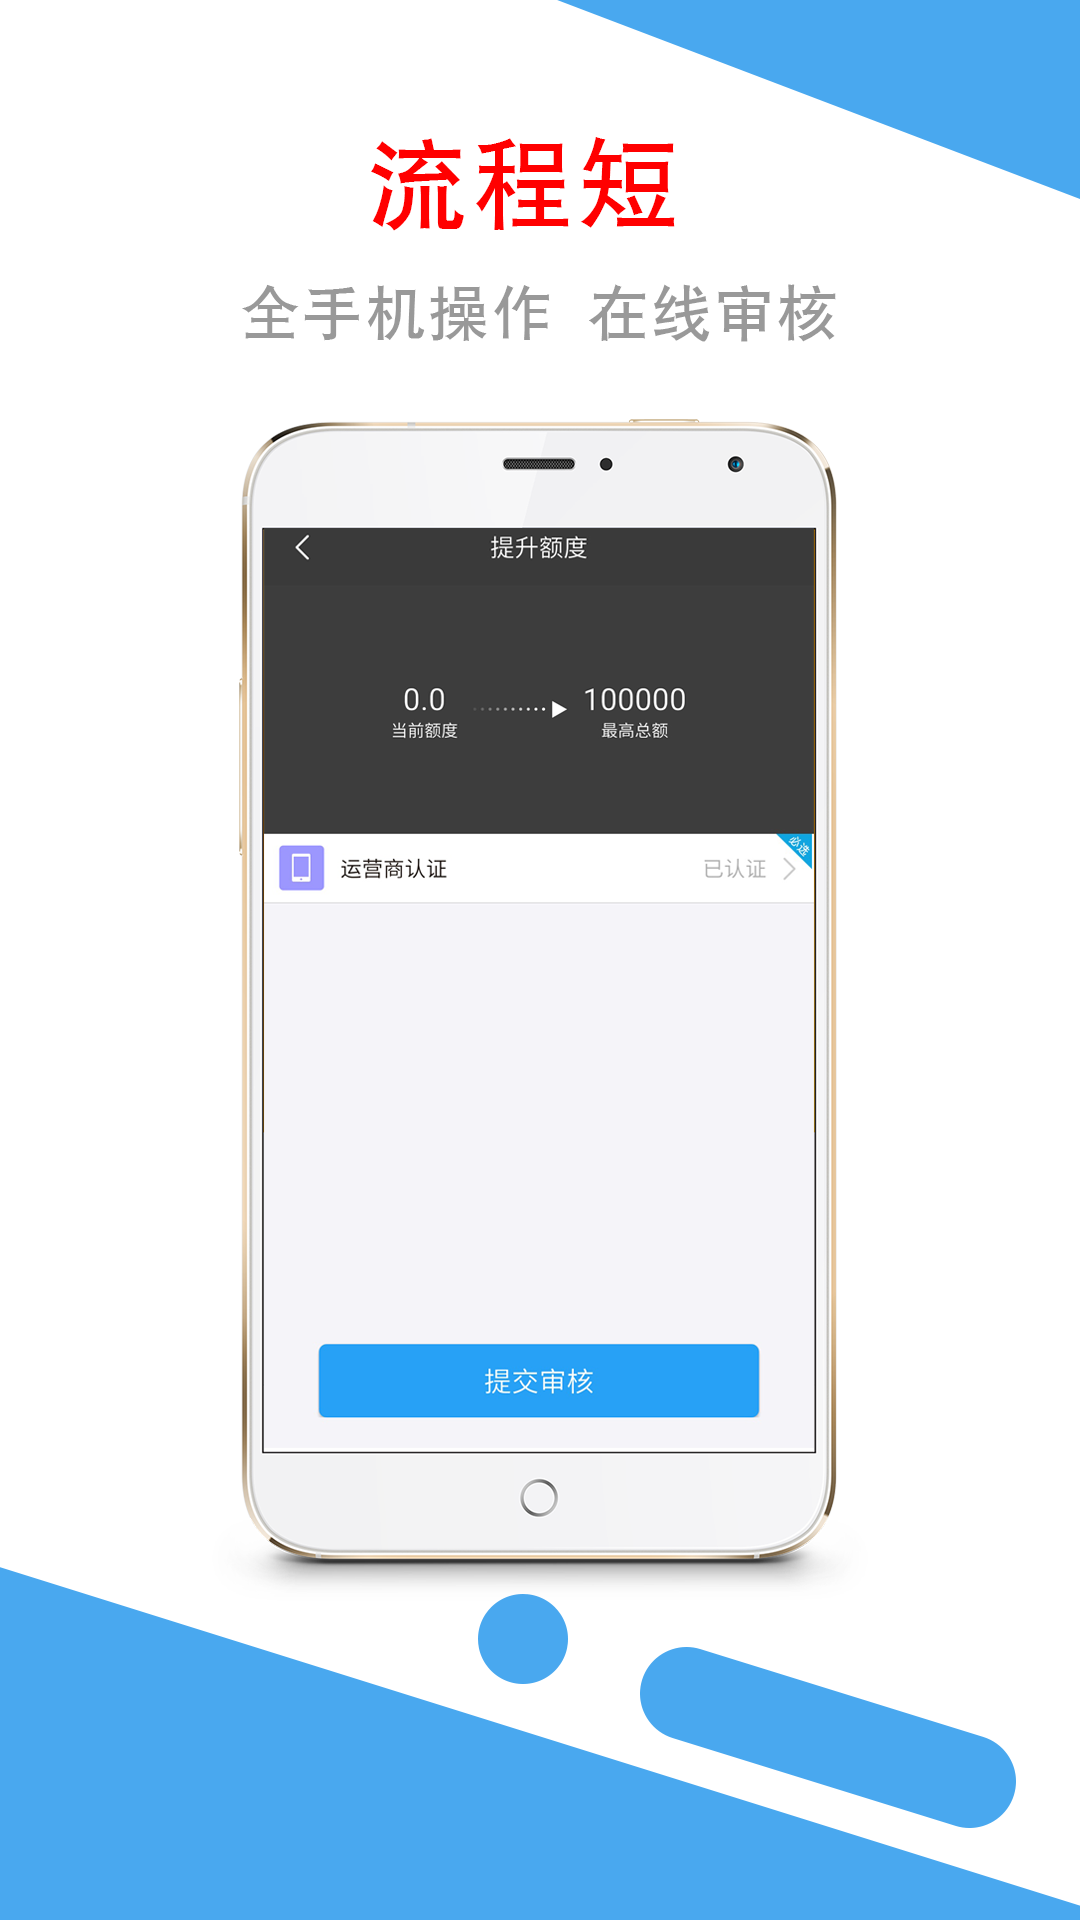 流程短
全手机操作 在线审核
提升额度
0.0 100000
当前额度 最高总额
必选
运营商认证 已认证
提交审核